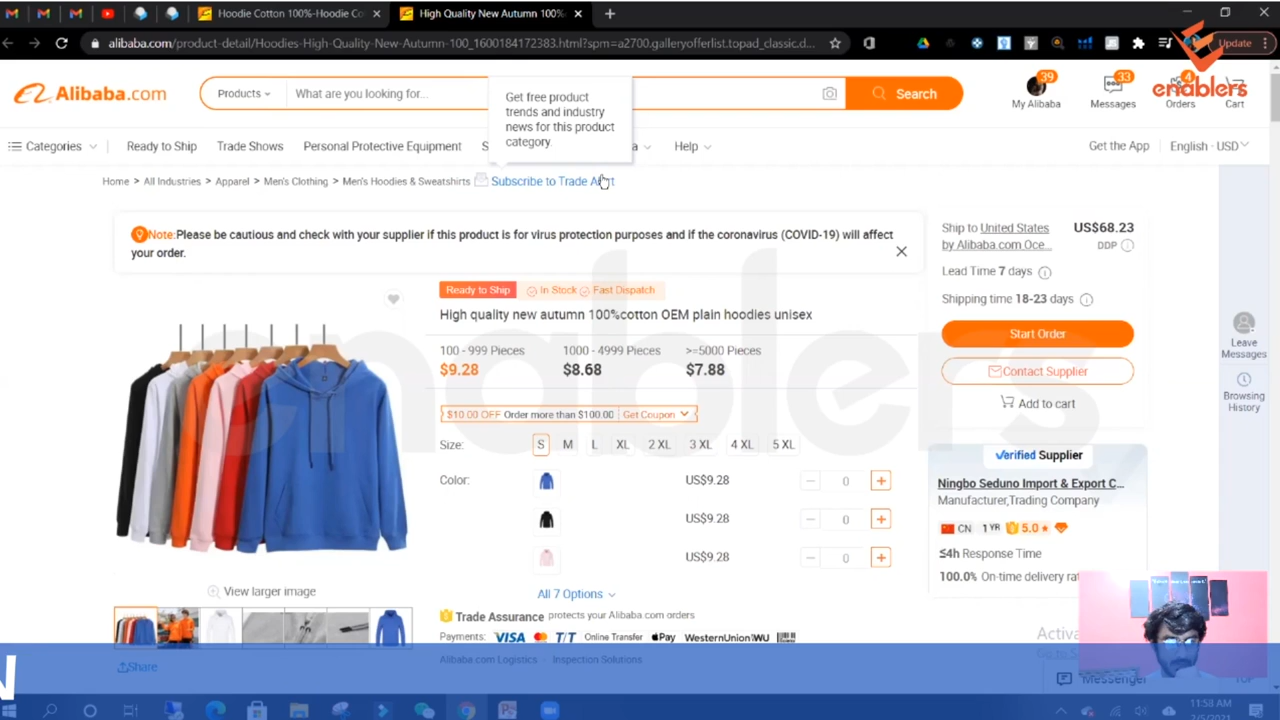 Hoodie Cotton 100%-Hoodie Co
High Quality New Autumn 100%
alibaba.com/product-detail/Hoodies-High-Quality-New-Autumn-100_1600184172383.html?spm=a2700.galleryofferlist.topad_classic.d...
Update
enablers
Alibaba.com
Products
What are you looking for...
Search
39
My Alibaba
33
Messages
4
Orders
Cart
Get free product
trends and industry
news for this product
category.
Categories
Ready to Ship
Trade Shows
Personal Protective Equipment
Help
Get the App
English - USD
Home > All Industries > Apparel > Men's Clothing > Men's Hoodies & Sweatshirts
Subscribe to Trade Alert
Note:Please be cautious and check with your supplier if this product is for virus protection purposes and if the coronavirus (COVID-19) will affect
your order.
Ready to Ship
In Stock
Fast Dispatch
High quality new autumn 100%cotton OEM plain hoodies unisex
100 - 999 Pieces
1000 - 4999 Pieces
>=5000 Pieces
$9.28
$8.68
$7.88
$10.00 OFF Order more than $100.00 Get Coupon
Size: S M L XL 2 XL 3 XL 4 XL 5 XL
Color:
US$9.28
0
US$9.28
0
US$9.28
0
All 7 Options
Trade Assurance protects your Alibaba.com orders
Payments: VISA T/T Online Transfer Pay WesternUnion WU
Alibaba.com Logistics · Inspection Solutions
View larger image
Share
Ship to United States
by Alibaba.com Oce...
US$68.23
DDP
Lead Time 7 days
Shipping time 18-23 days
Start Order
Contact Supplier
Add to cart
Verified Supplier
Ningbo Seduno Import & Export C...
Manufacturer,Trading Company
CN 1 YR 5.0
≤4h Response Time
100.0% On-time delivery
Leave
Messages
Browsing
History
enablers
Messenger
TOP
N
11:58 AM
2/5/2021